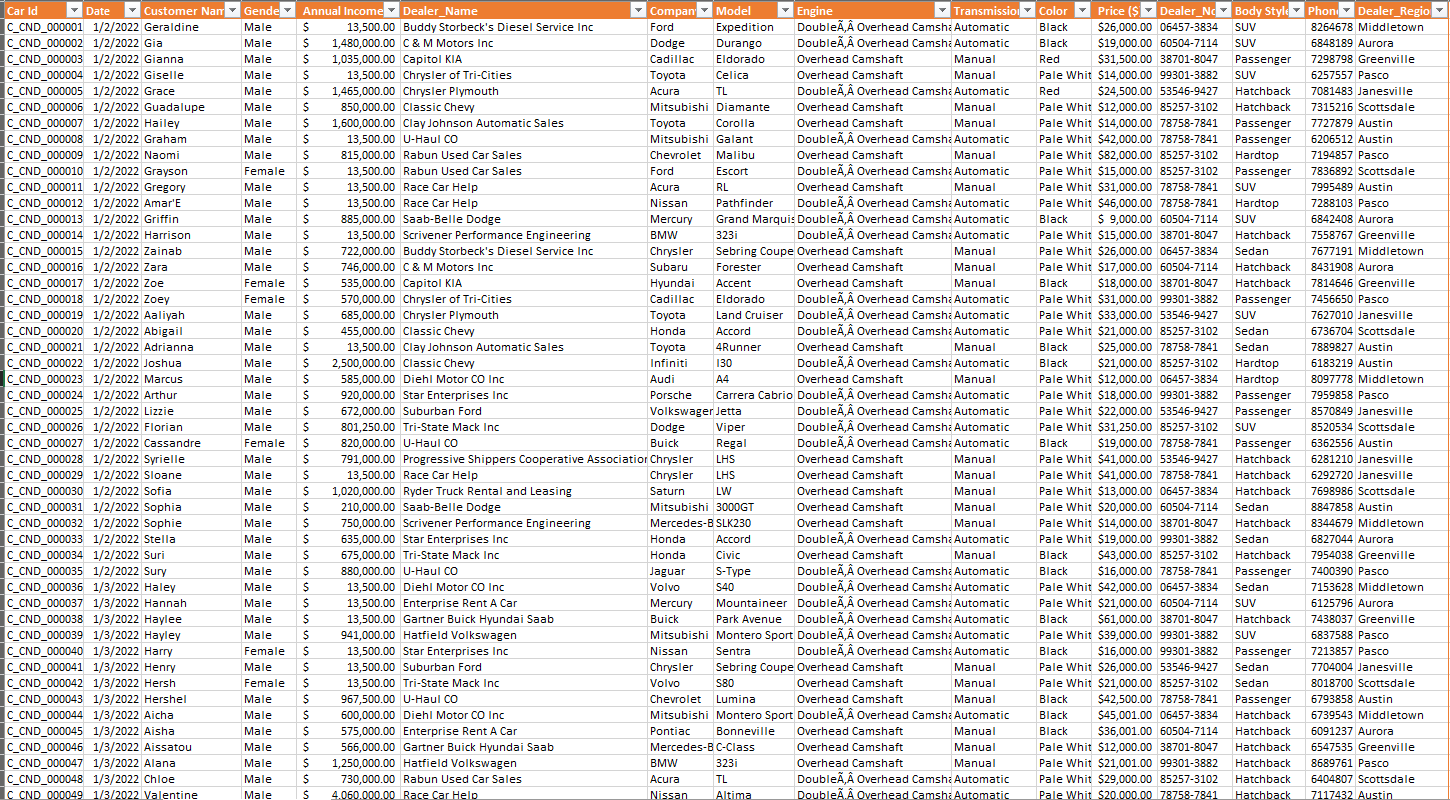 Car Id Date Customer Nam Gende Annual Income Dealer_Name Compan Model Engine Transmissio Color Price ($ Dealer_No Body Style Phon Dealer_Regio
C_CND_000001 1/2/2022 Geraldine Male $ 13,500.00 Buddy Storbeck's Diesel Service Inc Ford Expedition DoubleÃ‚Â Overhead Camsha Automatic Black $26,000.00 06457-3834 SUV 8264678 Middletown
C_CND_000002 1/2/2022 Gia Male $ 1,480,000.00 C & M Motors Inc Dodge Durango DoubleÃ‚Â Overhead Camsha Automatic Black $19,000.00 60504-7114 SUV 6848189 Aurora
C_CND_000003 1/2/2022 Gianna Male $ 1,035,000.00 Capitol KIA Cadillac Eldorado Overhead Camshaft Manual Red $31,500.00 38701-8047 Passenger 7298798 Greenville
C_CND_000004 1/2/2022 Giselle Male $ 13,500.00 Chrysler of Tri-Cities Toyota Celica Overhead Camshaft Manual Pale Whit $14,000.00 99301-3882 SUV 6257557 Pasco
C_CND_000005 1/2/2022 Grace Male $ 1,465,000.00 Chrysler Plymouth Acura TL DoubleÃ‚Â Overhead Camsha Automatic Red $24,500.00 53546-9427 Hatchback 7081483 Janesville
C_CND_000006 1/2/2022 Guadalupe Male $ 850,000.00 Classic Chevy Mitsubishi Diamante Overhead Camshaft Manual Pale Whit $12,000.00 85257-3102 Hatchback 7315216 Scottsdale
C_CND_000007 1/2/2022 Hailey Male $ 1,600,000.00 Clay Johnson Automatic Sales Toyota Corolla Overhead Camshaft Manual Pale Whit $14,000.00 78758-7841 Passenger 7727879 Austin
C_CND_000008 1/2/2022 Graham Male $ 13,500.00 U-Haul CO Mitsubishi Galant DoubleÃ‚Â Overhead Camsha Automatic Pale Whit $42,000.00 78758-7841 Passenger 6206512 Austin
C_CND_000009 1/2/2022 Naomi Male $ 815,000.00 Rabun Used Car Sales Chevrolet Malibu Overhead Camshaft Manual Pale Whit $82,000.00 85257-3102 Hardtop 7194857 Pasco
C_CND_000010 1/2/2022 Grayson Female $ 13,500.00 Rabun Used Car Sales Ford Escort DoubleÃ‚Â Overhead Camsha Automatic Pale Whit $15,000.00 85257-3102 Passenger 7836892 Scottsdale
C_CND_000011 1/2/2022 Gregory Male $ 13,500.00 Race Car Help Acura RL Overhead Camshaft Manual Pale Whit $31,000.00 78758-7841 SUV 7995489 Austin
C_CND_000012 1/2/2022 Amar'E Male $ 13,500.00 Race Car Help Nissan Pathfinder DoubleÃ‚Â Overhead Camsha Automatic Pale Whit $46,000.00 78758-7841 Hardtop 7288103 Pasco
C_CND_000013 1/2/2022 Griffin Male $ 885,000.00 Saab-Belle Dodge Mercury Grand Marquis DoubleÃ‚Â Overhead Camsha Automatic Black $ 9,000.00 60504-7114 SUV 6842408 Aurora
C_CND_000014 1/2/2022 Harrison Male $ 13,500.00 Scrivener Performance Engineering BMW 323i DoubleÃ‚Â Overhead Camsha Automatic Pale Whit $15,000.00 38701-8047 Hatchback 7558767 Greenville
C_CND_000015 1/2/2022 Zainab Male $ 722,000.00 Buddy Storbeck's Diesel Service Inc Chrysler Sebring Coupe Overhead Camshaft Manual Pale Whit $26,000.00 06457-3834 Sedan 7677191 Middletown
C_CND_000016 1/2/2022 Zara Male $ 746,000.00 C & M Motors Inc Subaru Forester Overhead Camshaft Manual Pale Whit $17,000.00 60504-7114 Hatchback 8431908 Aurora
C_CND_000017 1/2/2022 Zoe Female $ 535,000.00 Capitol KIA Hyundai Accent Overhead Camshaft Manual Black $18,000.00 38701-8047 Hatchback 7814646 Greenville
C_CND_000018 1/2/2022 Zoey Female $ 570,000.00 Chrysler of Tri-Cities Cadillac Eldorado DoubleÃ‚Â Overhead Camsha Automatic Pale Whit $31,000.00 99301-3882 Passenger 7456650 Pasco
C_CND_000019 1/2/2022 Aaliyah Male $ 685,000.00 Chrysler Plymouth Toyota Land Cruiser DoubleÃ‚Â Overhead Camsha Automatic Pale Whit $33,000.00 53546-9427 SUV 7627010 Janesville
C_CND_000020 1/2/2022 Abigail Male $ 455,000.00 Classic Chevy Honda Accord DoubleÃ‚Â Overhead Camsha Automatic Pale Whit $21,000.00 85257-3102 Sedan 6736704 Scottsdale
C_CND_000021 1/2/2022 Adrianna Male $ 13,500.00 Clay Johnson Automatic Sales Toyota 4Runner Overhead Camshaft Manual Black $25,000.00 78758-7841 Sedan 7889827 Austin
C_CND_000022 1/2/2022 Joshua Male $ 2,500,000.00 Classic Chevy Infiniti I30 DoubleÃ‚Â Overhead Camsha Automatic Pale Whit $21,000.00 85257-3102 Hardtop 6183219 Austin
C_CND_000023 1/2/2022 Marcus Male $ 585,000.00 Diehl Motor CO Inc Audi A4 Overhead Camshaft Manual Pale Whit $12,000.00 06457-3834 Hardtop 8097778 Middletown
C_CND_000024 1/2/2022 Arthur Male $ 920,000.00 Star Enterprises Inc Porsche Carrera Cabrio DoubleÃ‚Â Overhead Camsha Automatic Pale Whit $18,000.00 99301-3882 Passenger 7959858 Pasco
C_CND_000025 1/2/2022 Lizzie Male $ 672,000.00 Suburban Ford Volkswagen Jetta DoubleÃ‚Â Overhead Camsha Automatic Pale Whit $22,000.00 53546-9427 Passenger 8570849 Janesville
C_CND_000026 1/2/2022 Florian Male $ 801,250.00 Tri-State Mack Inc Dodge Viper DoubleÃ‚Â Overhead Camsha Automatic Pale Whit $31,250.00 85257-3102 SUV 8520534 Scottsdale
C_CND_000027 1/2/2022 Cassandre Female $ 820,000.00 U-Haul CO Buick Regal DoubleÃ‚Â Overhead Camsha Automatic Black $19,000.00 78758-7841 Passenger 6362556 Austin
C_CND_000028 1/2/2022 Syrielle Male $ 791,000.00 Progressive Shippers Cooperative Association Chrysler LHS Overhead Camshaft Manual Pale Whit $41,000.00 53546-9427 Hatchback 6281210 Janesville
C_CND_000029 1/2/2022 Sloane Male $ 13,500.00 Race Car Help Chrysler LHS Overhead Camshaft Manual Pale Whit $41,000.00 78758-7841 Hatchback 6292720 Janesville
C_CND_000030 1/2/2022 Sofia Male $ 1,020,000.00 Ryder Truck Rental and Leasing Saturn LW Overhead Camshaft Manual Pale Whit $13,000.00 06457-3834 Hatchback 7698986 Scottsdale
C_CND_000031 1/2/2022 Sophia Male $ 210,000.00 Saab-Belle Dodge Mitsubishi 3000GT Overhead Camshaft Manual Pale Whit $20,000.00 60504-7114 Sedan 8847858 Austin
C_CND_000032 1/2/2022 Sophie Male $ 750,000.00 Scrivener Performance Engineering Mercedes-B SLK230 Overhead Camshaft Manual Pale Whit $14,000.00 38701-8047 Hatchback 8344679 Middletown
C_CND_000033 1/2/2022 Stella Male $ 635,000.00 Star Enterprises Inc Honda Accord DoubleÃ‚Â Overhead Camsha Automatic Pale Whit $19,000.00 99301-3882 Sedan 6827044 Aurora
C_CND_000034 1/2/2022 Suri Male $ 675,000.00 Tri-State Mack Inc Honda Civic Overhead Camshaft Manual Black $43,000.00 85257-3102 Hatchback 7954038 Greenville
C_CND_000035 1/2/2022 Sury Male $ 880,000.00 U-Haul CO Jaguar S-Type DoubleÃ‚Â Overhead Camsha Automatic Black $16,000.00 78758-7841 Passenger 7400390 Pasco
C_CND_000036 1/3/2022 Haley Male $ 13,500.00 Diehl Motor CO Inc Volvo S40 DoubleÃ‚Â Overhead Camsha Automatic Pale Whit $42,000.00 06457-3834 Sedan 7153628 Middletown
C_CND_000037 1/3/2022 Hannah Male $ 13,500.00 Enterprise Rent A Car Mercury Mountaineer DoubleÃ‚Â Overhead Camsha Automatic Pale Whit $21,000.00 60504-7114 SUV 6125796 Aurora
C_CND_000038 1/3/2022 Haylee Male $ 13,500.00 Gartner Buick Hyundai Saab Buick Park Avenue DoubleÃ‚Â Overhead Camsha Automatic Black $61,000.00 38701-8047 Hatchback 7438037 Greenville
C_CND_000039 1/3/2022 Hayley Male $ 941,000.00 Hatfield Volkswagen Mitsubishi Montero Sport DoubleÃ‚Â Overhead Camsha Automatic Pale Whit $39,000.00 99301-3882 SUV 6837588 Pasco
C_CND_000040 1/3/2022 Harry Female $ 13,500.00 Star Enterprises Inc Nissan Sentra DoubleÃ‚Â Overhead Camsha Automatic Black $16,000.00 99301-3882 Passenger 7213857 Pasco
C_CND_000041 1/3/2022 Henry Male $ 13,500.00 Suburban Ford Chrysler Sebring Coupe Overhead Camshaft Manual Pale Whit $26,000.00 53546-9427 Sedan 7704004 Janesville
C_CND_000042 1/3/2022 Hersh Female $ 13,500.00 Tri-State Mack Inc Volvo S80 Overhead Camshaft Manual Pale Whit $21,000.00 85257-3102 Sedan 8018700 Scottsdale
C_CND_000043 1/3/2022 Hershel Male $ 967,500.00 U-Haul CO Chevrolet Lumina Overhead Camshaft Manual Black $42,500.00 78758-7841 Passenger 6793858 Austin
C_CND_000044 1/3/2022 Aicha Male $ 600,000.00 Diehl Motor CO Inc Mitsubishi Montero Sport DoubleÃ‚Â Overhead Camsha Automatic Black $45,001.00 06457-3834 Hatchback 6739543 Middletown
C_CND_000045 1/3/2022 Aisha Male $ 575,000.00 Enterprise Rent A Car Pontiac Bonneville Overhead Camshaft Manual Black $36,001.00 60504-7114 Hatchback 6091237 Aurora
C_CND_000046 1/3/2022 Aissatou Male $ 566,000.00 Gartner Buick Hyundai Saab Mercedes-B C-Class Overhead Camshaft Manual Pale Whit $12,000.00 38701-8047 Hatchback 6547535 Greenville
C_CND_000047 1/3/2022 Alana Male $ 1,250,000.00 Hatfield Volkswagen BMW 323i Overhead Camshaft Manual Pale Whit $21,001.00 99301-3882 Hatchback 8689761 Pasco
C_CND_000048 1/3/2022 Chloe Male $ 730,000.00 Rabun Used Car Sales Acura TL DoubleÃ‚Â Overhead Camsha Automatic Pale Whit $29,000.00 85257-3102 Hatchback 6404807 Scottsdale
C_CND_000049 1/3/2022 Valentine Male $ 4,060,000.00 Race Car Help Nissan Altima DoubleÃ‚Â Overhead Camsha Automatic Pale Whit $20,000.00 78758-7841 Hatchback 7117432 Austin